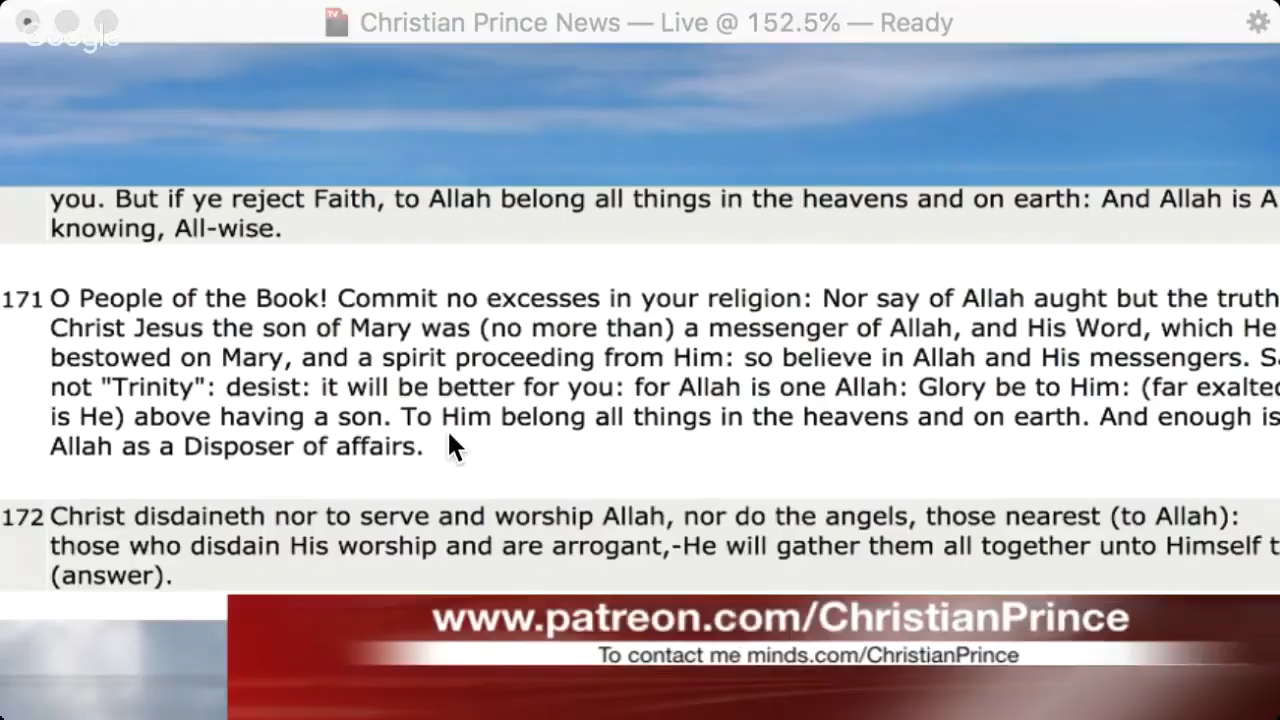 Christian Prince News — Live @ 152.5% — Ready
Google
you. But if ye reject Faith, to Allah belong all things in the heavens and on earth: And Allah is A
knowing, All-wise.
171 O People of the Book! Commit no excesses in your religion: Nor say of Allah aught but the truth
Christ Jesus the son of Mary was (no more than) a messenger of Allah, and His Word, which He
bestowed on Mary, and a spirit proceeding from Him: so believe in Allah and His messengers. Sa
not "Trinity": desist: it will be better for you: for Allah is one Allah: Glory be to Him: (far exalted
is He) above having a son. To Him belong all things in the heavens and on earth. And enough is
Allah as a Disposer of affairs.
172 Christ disdaineth nor to serve and worship Allah, nor do the angels, those nearest (to Allah):
those who disdain His worship and are arrogant,-He will gather them all together unto Himself t
(answer).
www.patreon.com/ChristianPrince
To contact me minds.com/ChristianPrince